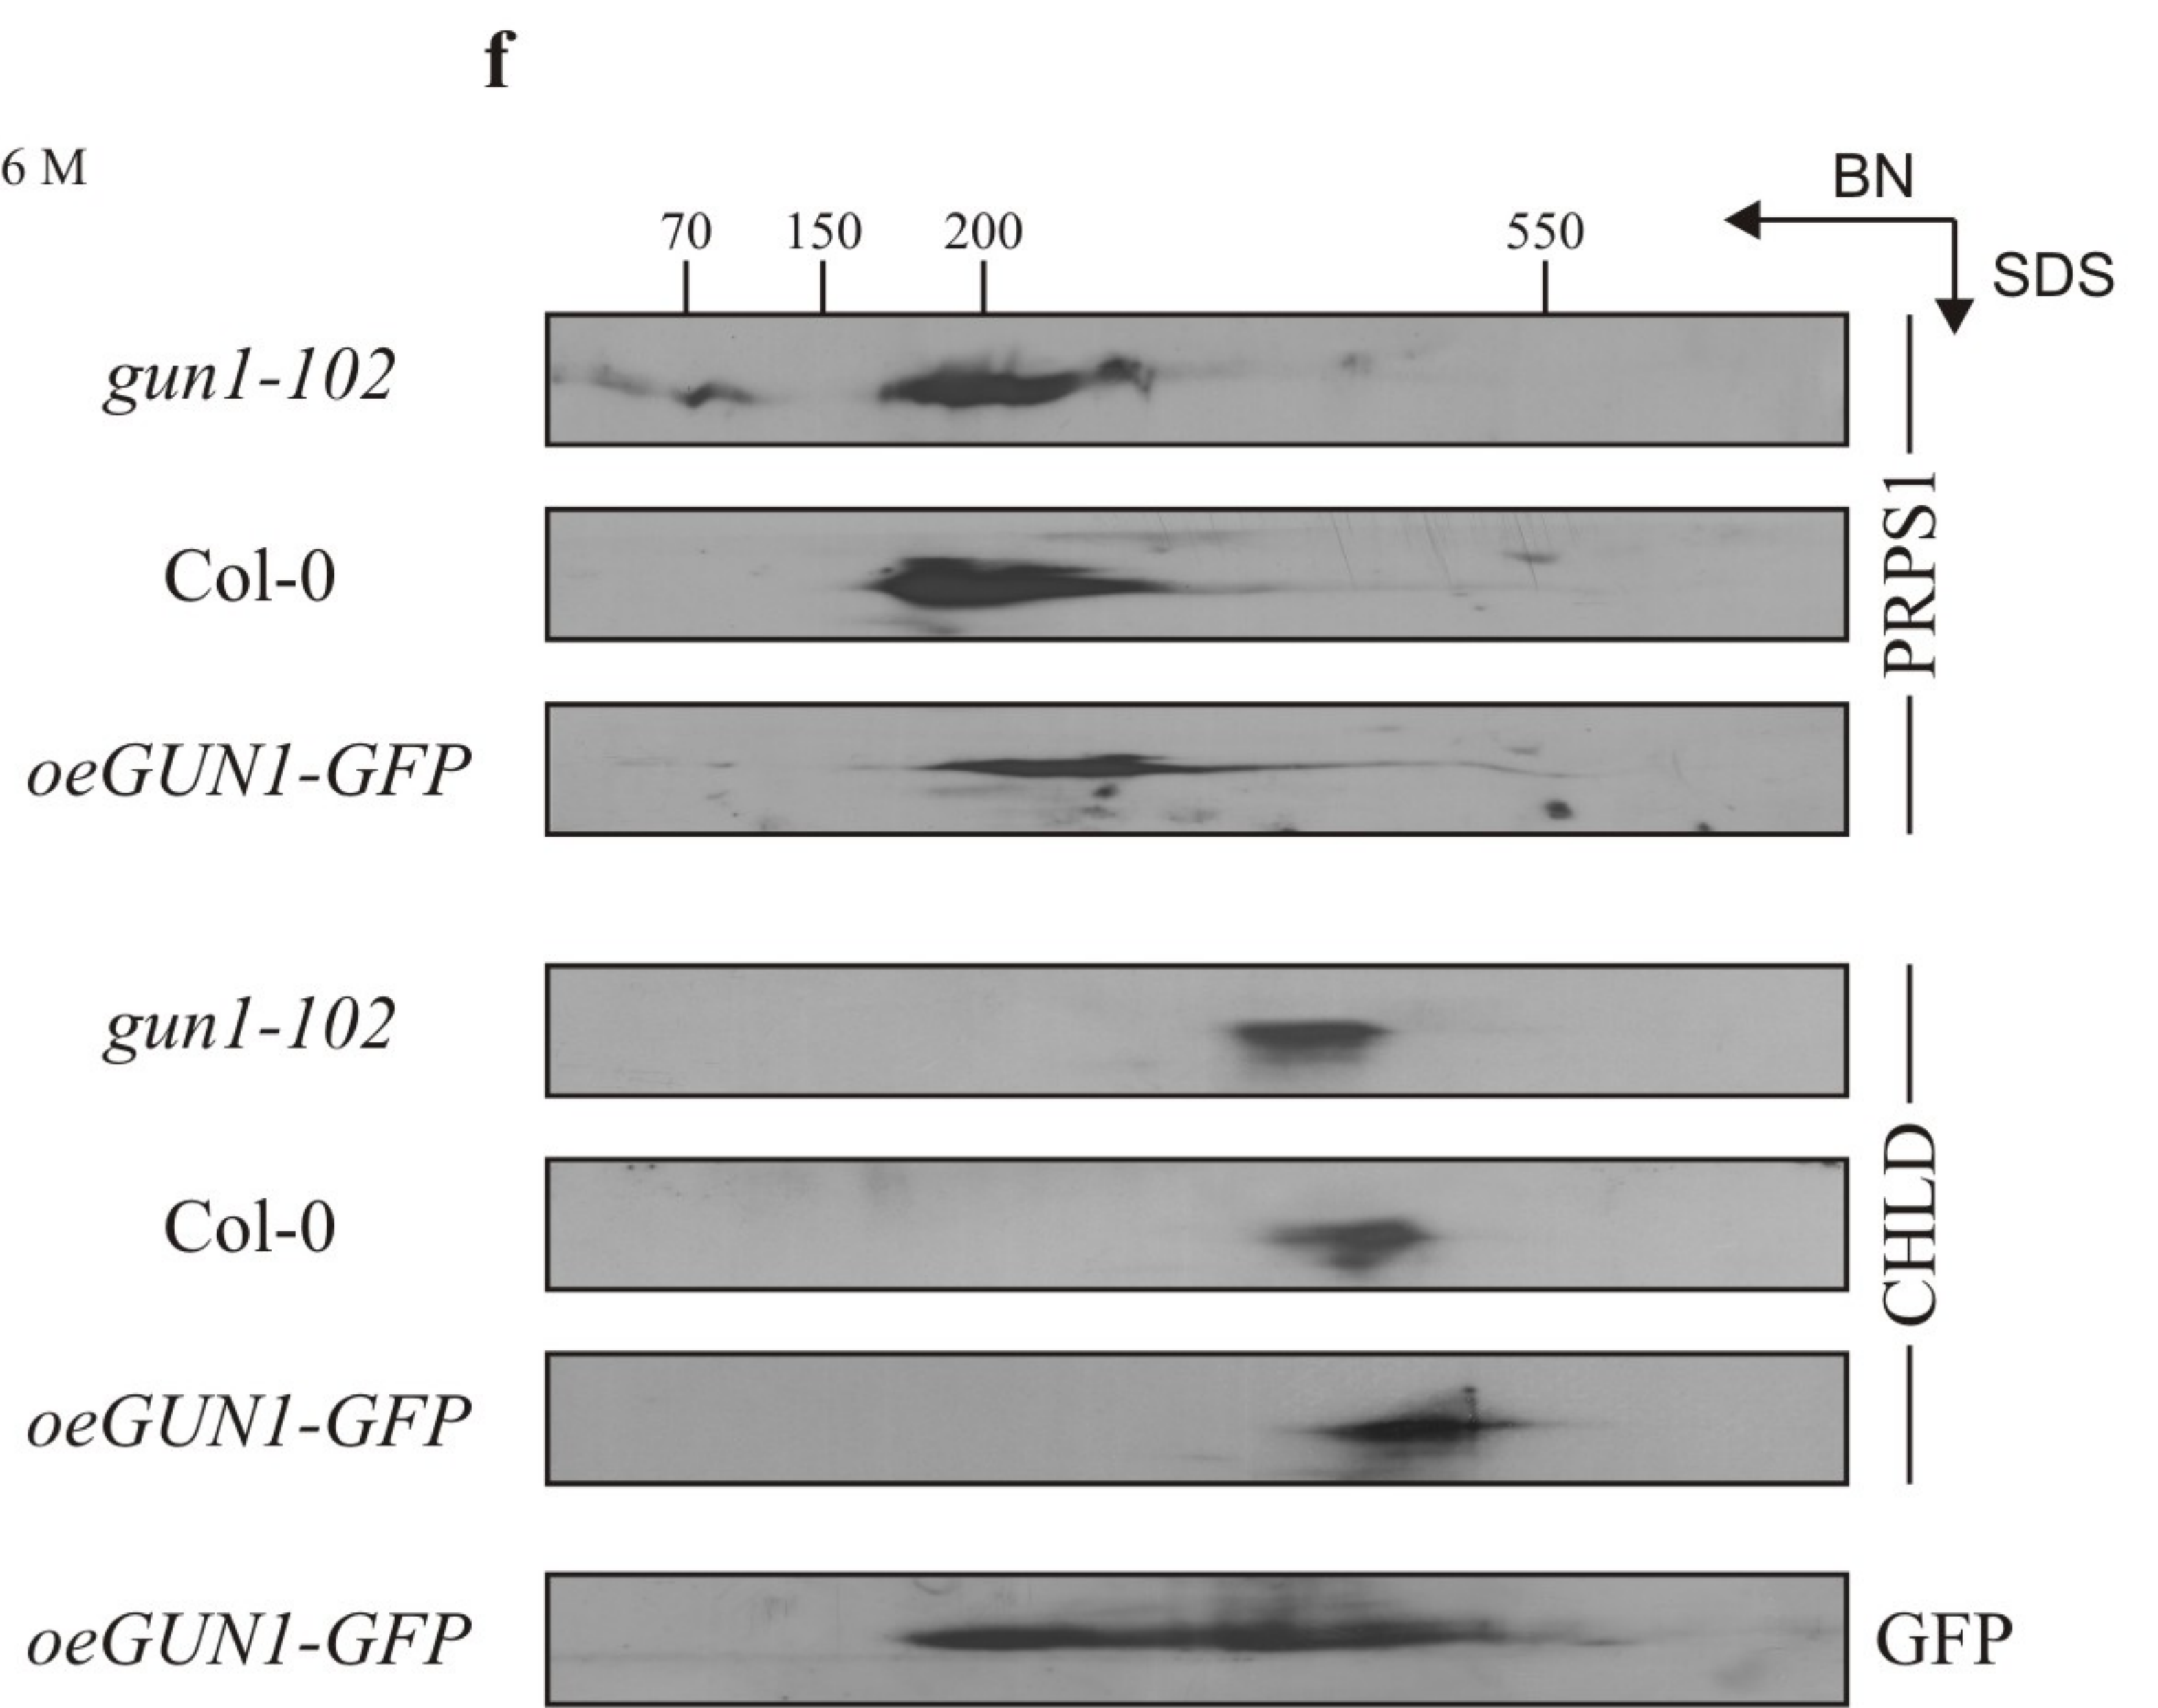 f
6 M
BN
70 150 200 550
SDS
gun1-102
Col-0
oeGUN1-GFP
PRPS1
gun1-102
Col-0
oeGUN1-GFP
CHLD
oeGUN1-GFP
GFP